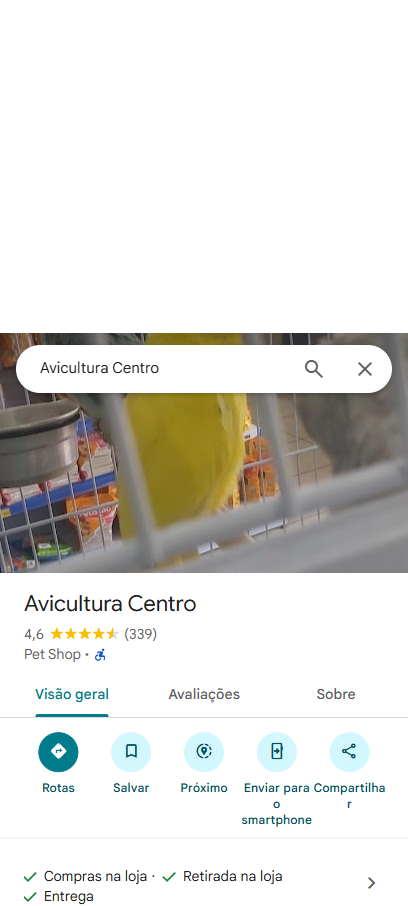 Avicultura Centro
Avicultura Centro
4,6 (339)
Pet Shop ·
Visão geral Avaliações Sobre
Rotas Salvar Próximo Enviar para o smartphone Compartilhar
Compras na loja · Retirada na loja
Entrega